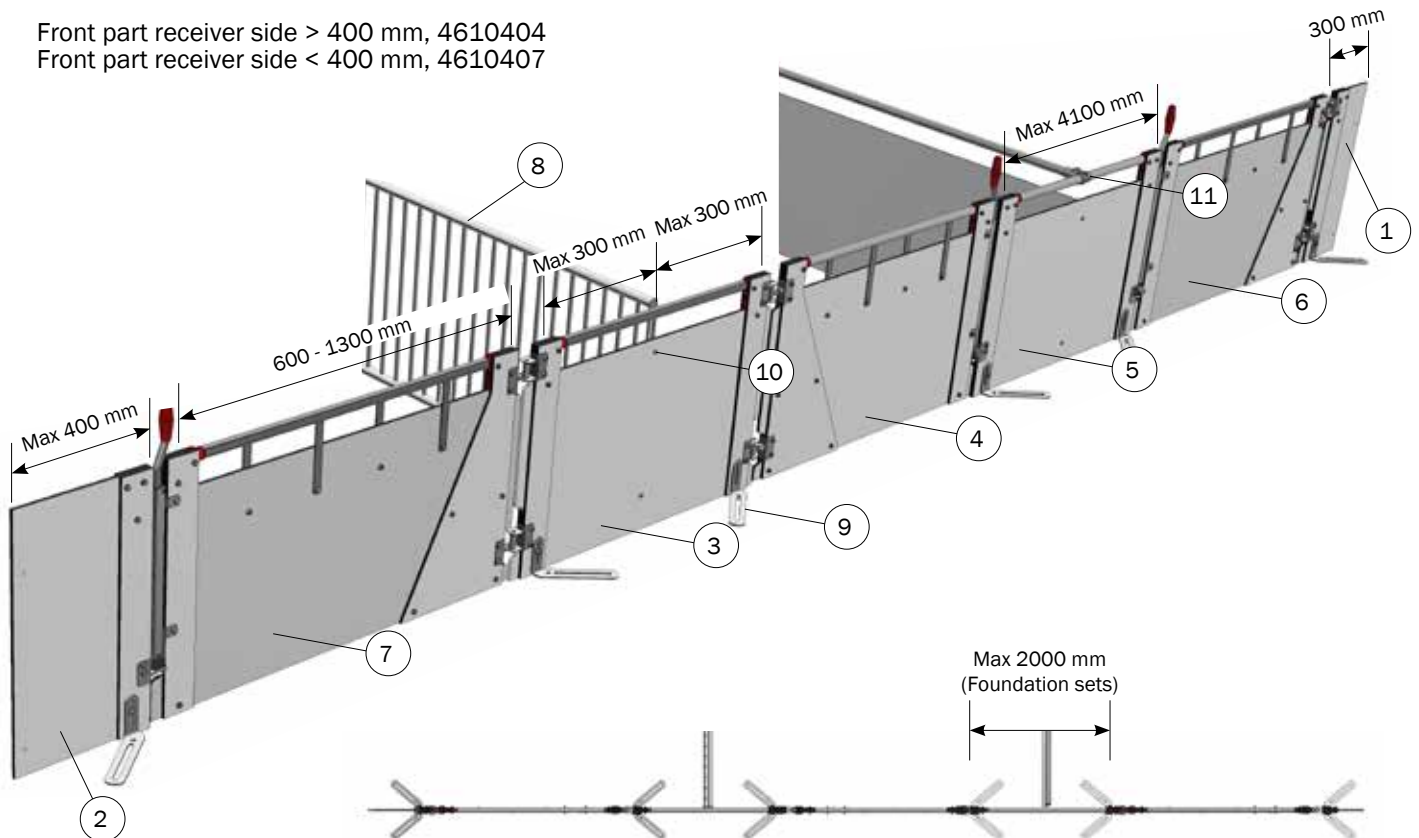 Front part receiver side > 400 mm, 4610404
Front part receiver side < 400 mm, 4610407
300 mm
Max 4100 mm
8
11
1
Max 300 mm
Max 300 mm
6
600 - 1300 mm
10
5
Max 400 mm
4
9
3
7
Max 2000 mm
(Foundation sets)
2